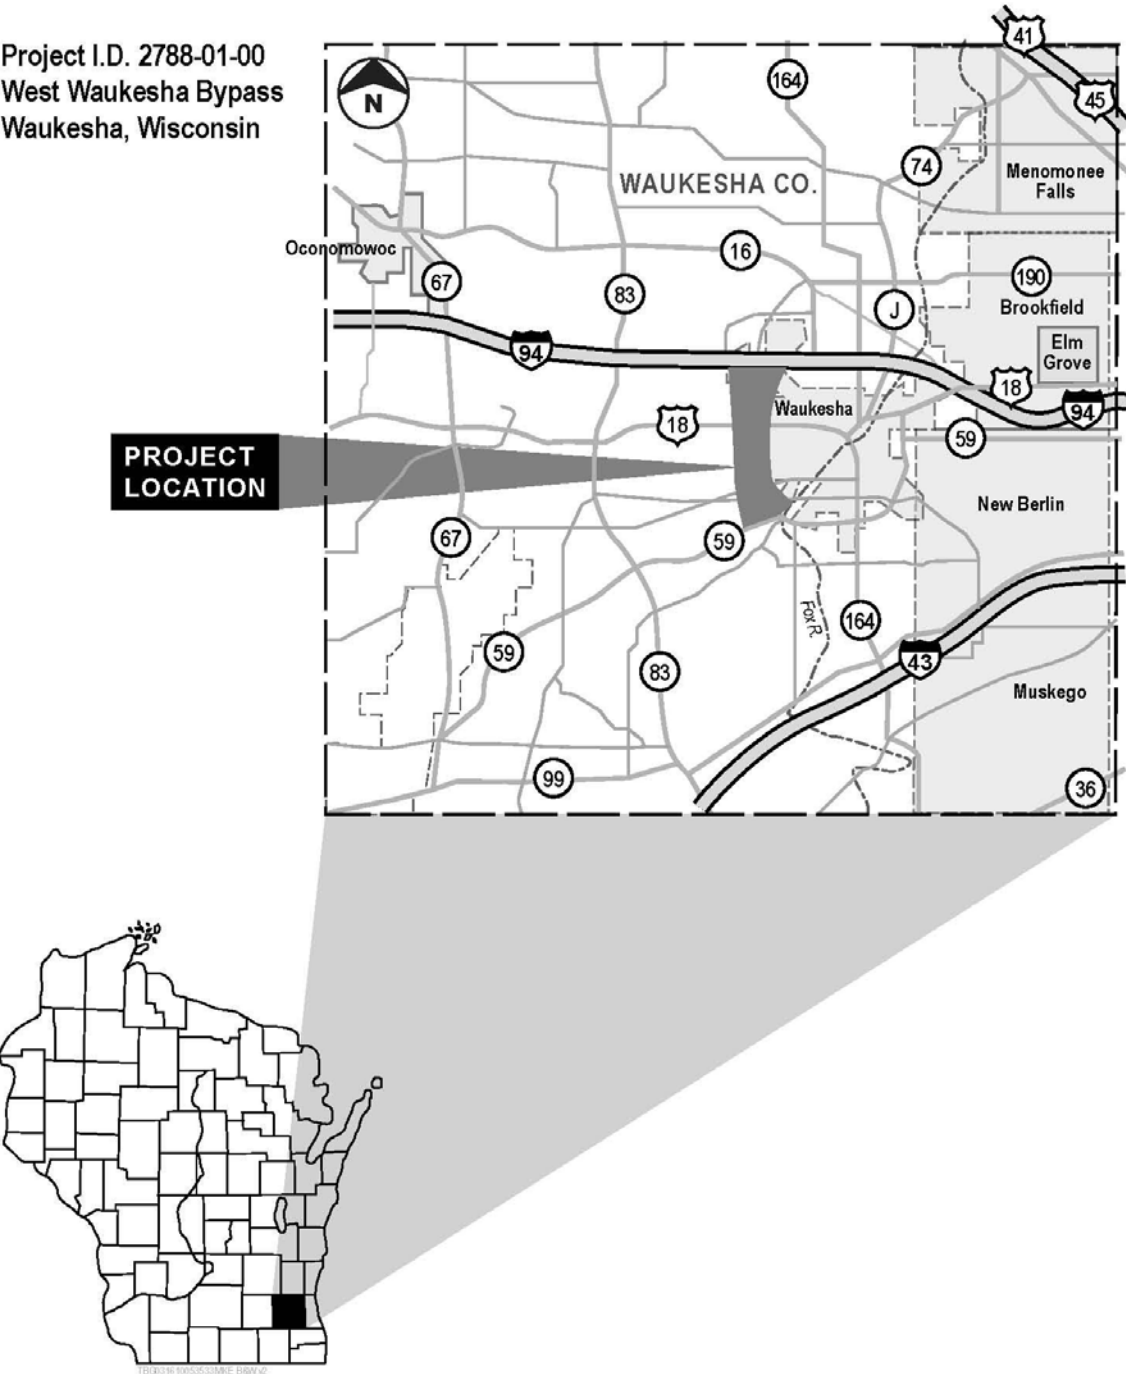 Project I.D. 2788-01-00
West Waukesha Bypass
Waukesha, Wisconsin
N
41
45
164
74
Menomonee
Falls
WAUKESHA CO.
Oconomowoc
16
67
83
190
J
Brookfield
94
Elm
Grove
18
94
Waukesha
18
59
PROJECT
LOCATION
New Berlin
67
59
Fox R.
164
59
43
83
Muskego
99
36